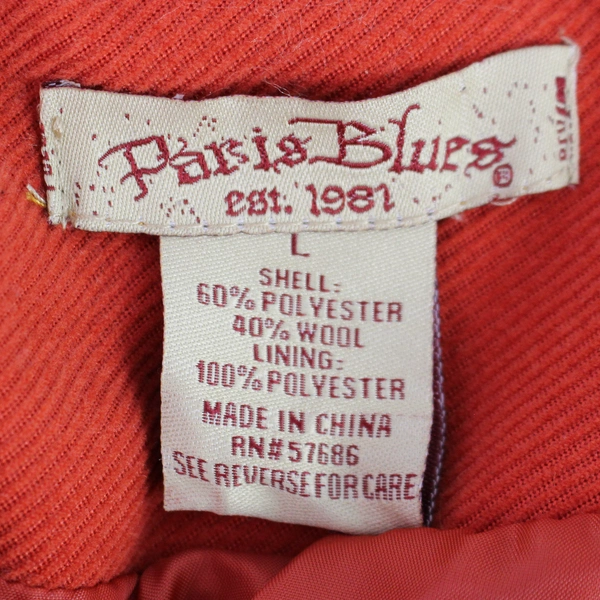 Paris Blues®
est. 1981
L
SHELL:
60% POLYESTER
40% WOOL
LINING:
100% POLYESTER
MADE IN CHINA
RN# 57686
SEE REVERSE FOR CARE